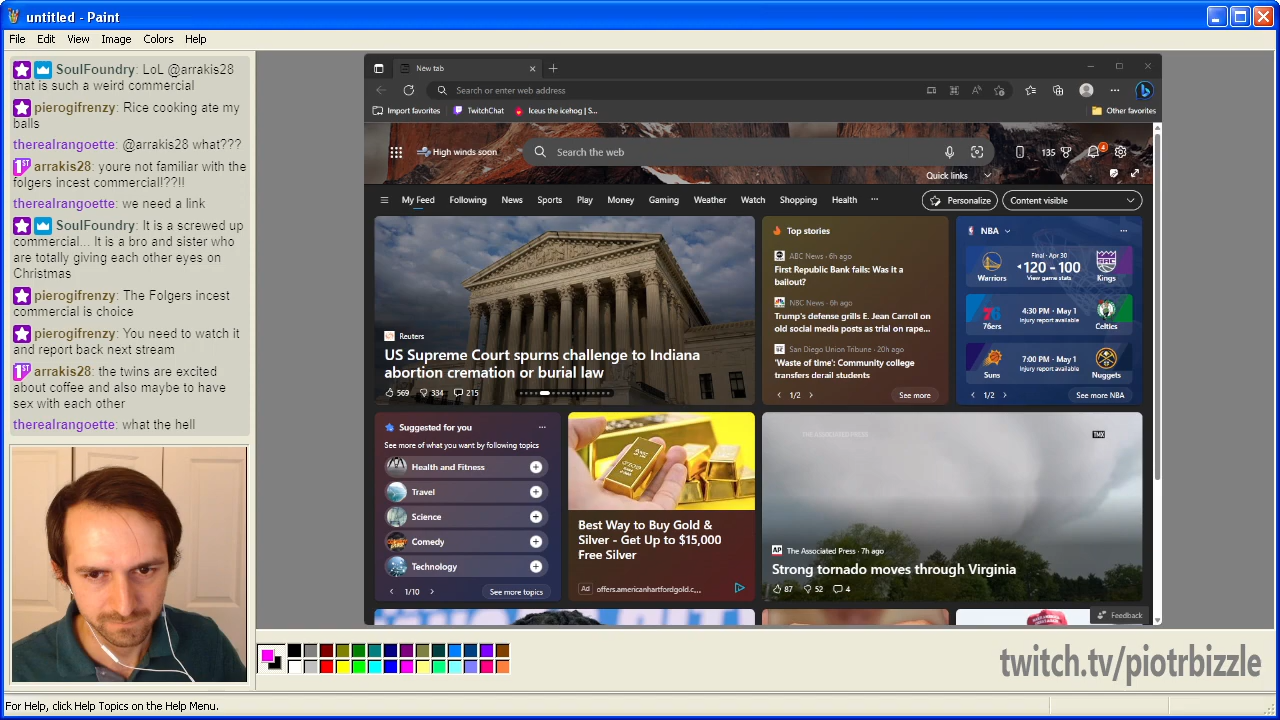 untitled - Paint
File Edit View Image Colors Help
SoulFoundry: LoL @arrakis28
that is such a weird commercial
pierogifrenzy: Rice cooking ate my
balls
therealrangoette: @arrakis28 what???
1ST arrakis28: youre not familiar with the
folgers incest commercial!??!!
therealrangoette: we need a link
SoulFoundry: It is a screwed up
commercial... It is a bro and sister who
are totally giving each other eyes on
Christmas
pierogifrenzy: The Folgers incest
commercial is choice
pierogifrenzy: You need to watch it
and report back next stream
1ST arrakis28: the twins are excited
about coffee and also maybe to have
sex with each other
therealrangoette: what the hell
New tab
Search or enter web address
Import favorites TwitchChat Iceus the icehog | S... Other favorites
High winds soon Search the web 135 4
Quick links
My Feed Following News Sports Play Money Gaming Weather Watch Shopping Health ... Personalize Content visible
Reuters
US Supreme Court spurns challenge to Indiana
abortion cremation or burial law
569 334 215
Top stories
ABC News · 6h ago
First Republic Bank fails: Was it a
bailout?
NBC News · 6h ago
Trump's defense grills E. Jean Carroll on
old social media posts as trial on rape...
San Diego Union Tribune · 20h ago
'Waste of time': Community college
transfers derail students
1/2 See more
NBA
Final · Apr 30
120 - 100
View game stats
Warriors Kings
4:30 PM · May 1
Injury report available
76ers Celtics
7:00 PM · May 1
Injury report available
Suns Nuggets
1/2 See more NBA
Suggested for you
See more of what you want by following topics
Health and Fitness
Travel
Science
Comedy
Technology
1/10 See more topics
Best Way to Buy Gold &
Silver - Get Up to $15,000
Free Silver
Ad offers.americanhartfordgold.c...
The Associated Press
TMX
AP The Associated Press · 7h ago
Strong tornado moves through Virginia
87 52 4
Feedback
twitch.tv/piotrbizzle
For Help, click Help Topics on the Help Menu.